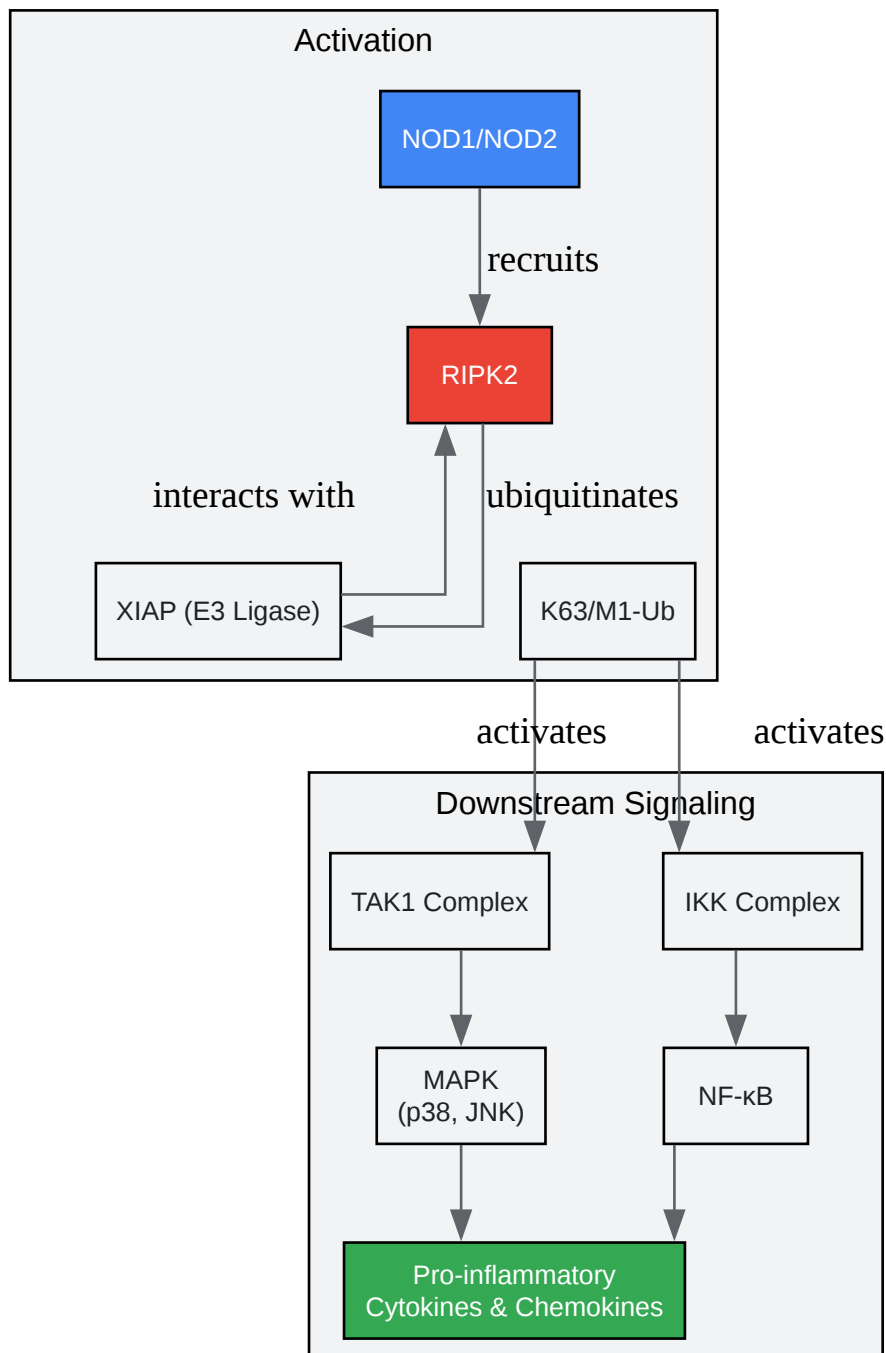 Activation
NOD1/NOD2
recruits
RIPK2
interacts with
ubiquitinates
XIAP (E3 Ligase)
K63/M1-Ub
activates
activates
Downstream Signaling
TAK1 Complex
IKK Complex
MAPK
(p38, JNK)
NF-κB
Pro-inflammatory
Cytokines & Chemokines